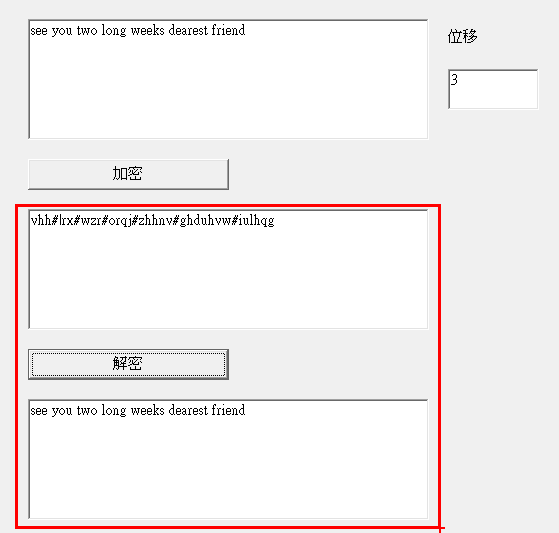 see you two long weeks dearest friend
位移
3
加密
vhh#|rx#wzr#orqj#zhhnv#ghduhvw#iulhqg
解密
see you two long weeks dearest friend